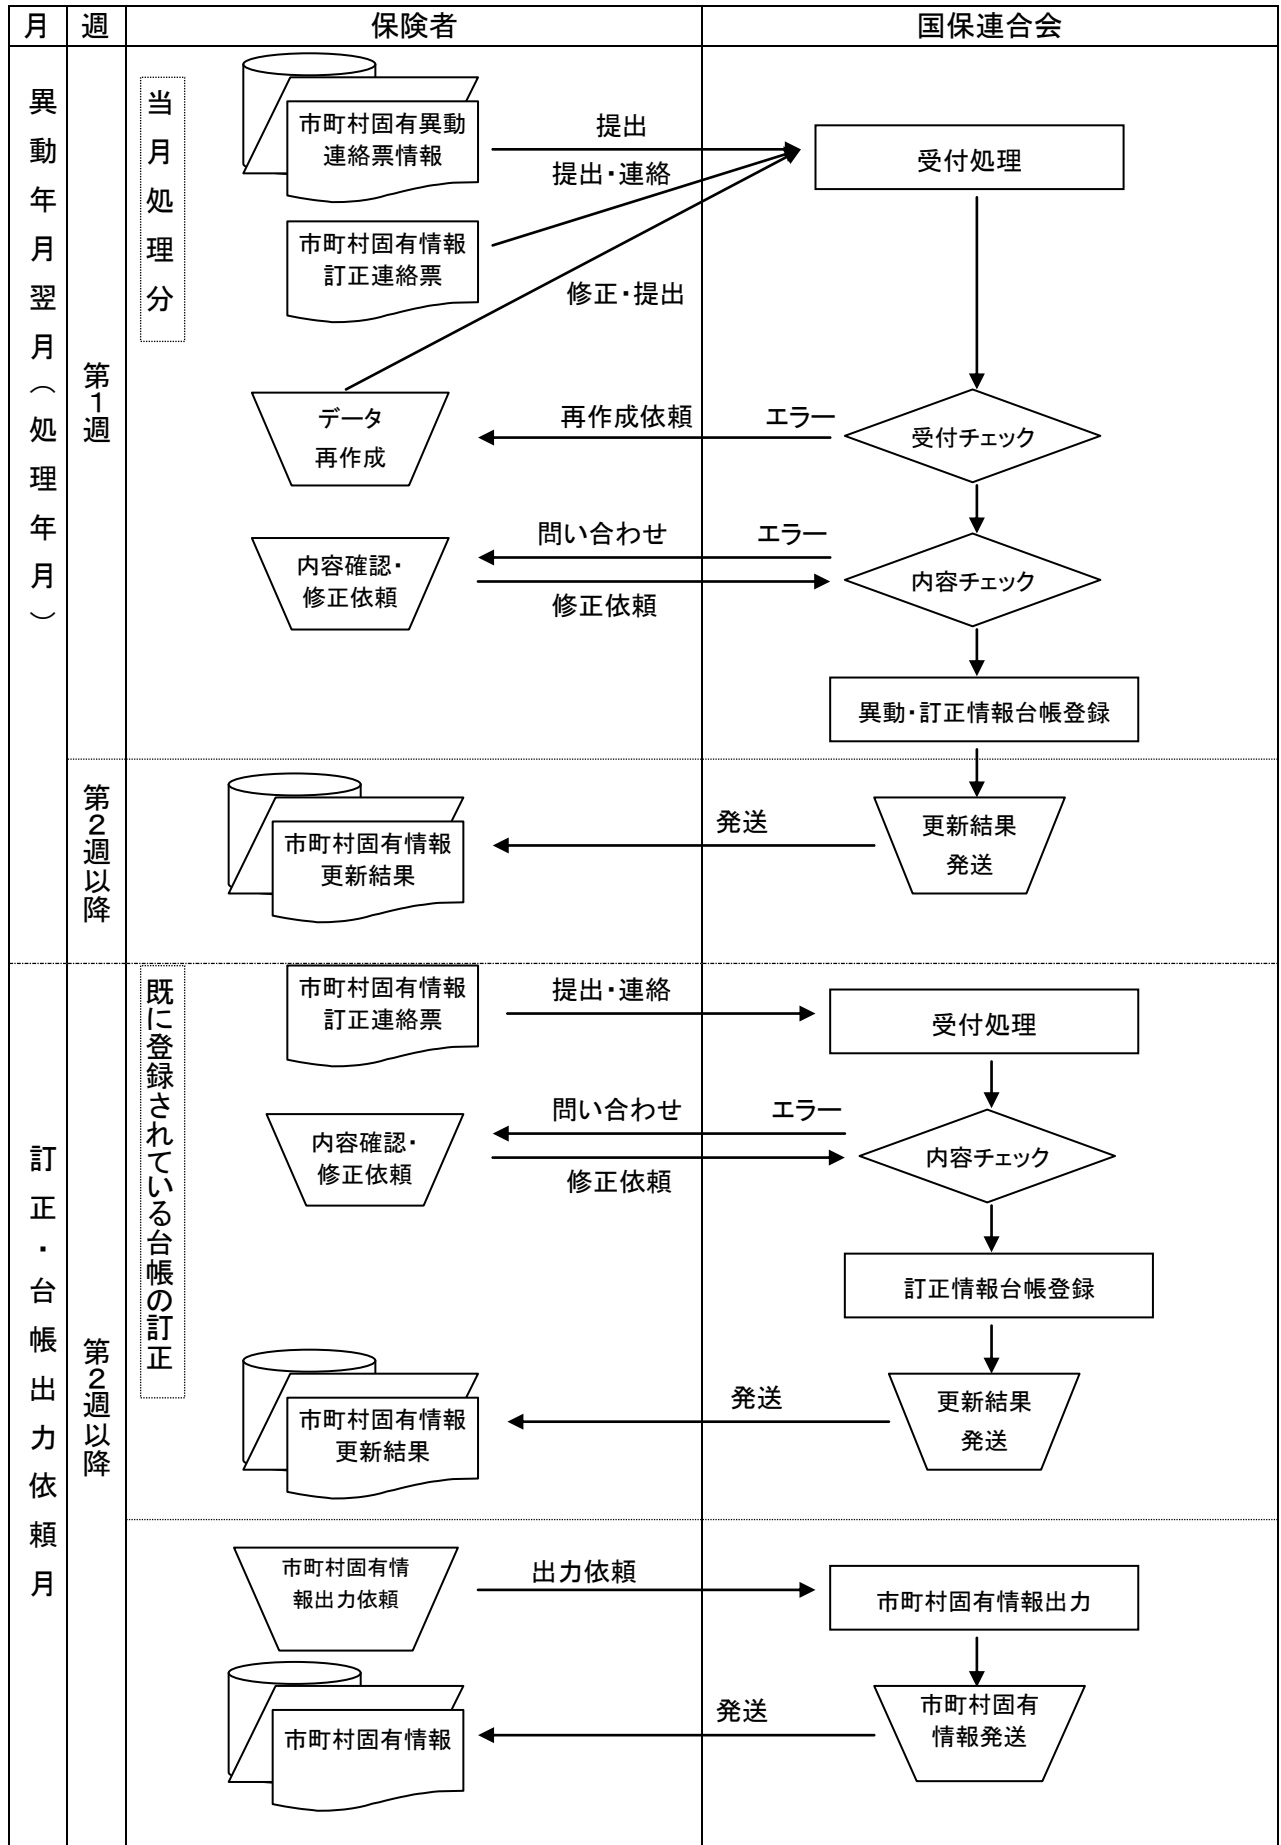 月
週
保険者
国保連合会
異動年月翌月（処理年月）
第1週
当月処理分
市町村固有異動
連絡票情報
提出
受付処理
提出・連絡
市町村固有情報
訂正連絡票
修正・提出
データ
再作成
再作成依頼
エラー
受付チェック
内容確認・
修正依頼
問い合わせ
エラー
修正依頼
内容チェック
異動・訂正情報台帳登録
第2週以降
市町村固有情報
更新結果
発送
更新結果
発送
訂正・台帳出力依頼月
第2週以降
既に登録されている台帳の訂正
市町村固有情報
訂正連絡票
提出・連絡
受付処理
内容確認・
修正依頼
問い合わせ
エラー
修正依頼
内容チェック
訂正情報台帳登録
市町村固有情報
更新結果
発送
更新結果
発送
市町村固有情
報出力依頼
出力依頼
市町村固有情報出力
市町村固有情報
発送
市町村固有
情報発送